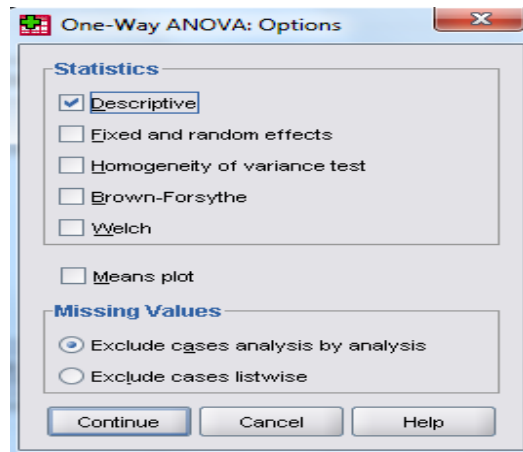 One-Way ANOVA: Options
Statistics
Descriptive
Fixed and random effects
Homogeneity of variance test
Brown-Forsythe
Welch
Means plot
Missing Values
Exclude cases analysis by analysis
Exclude cases listwise
Continue Cancel Help